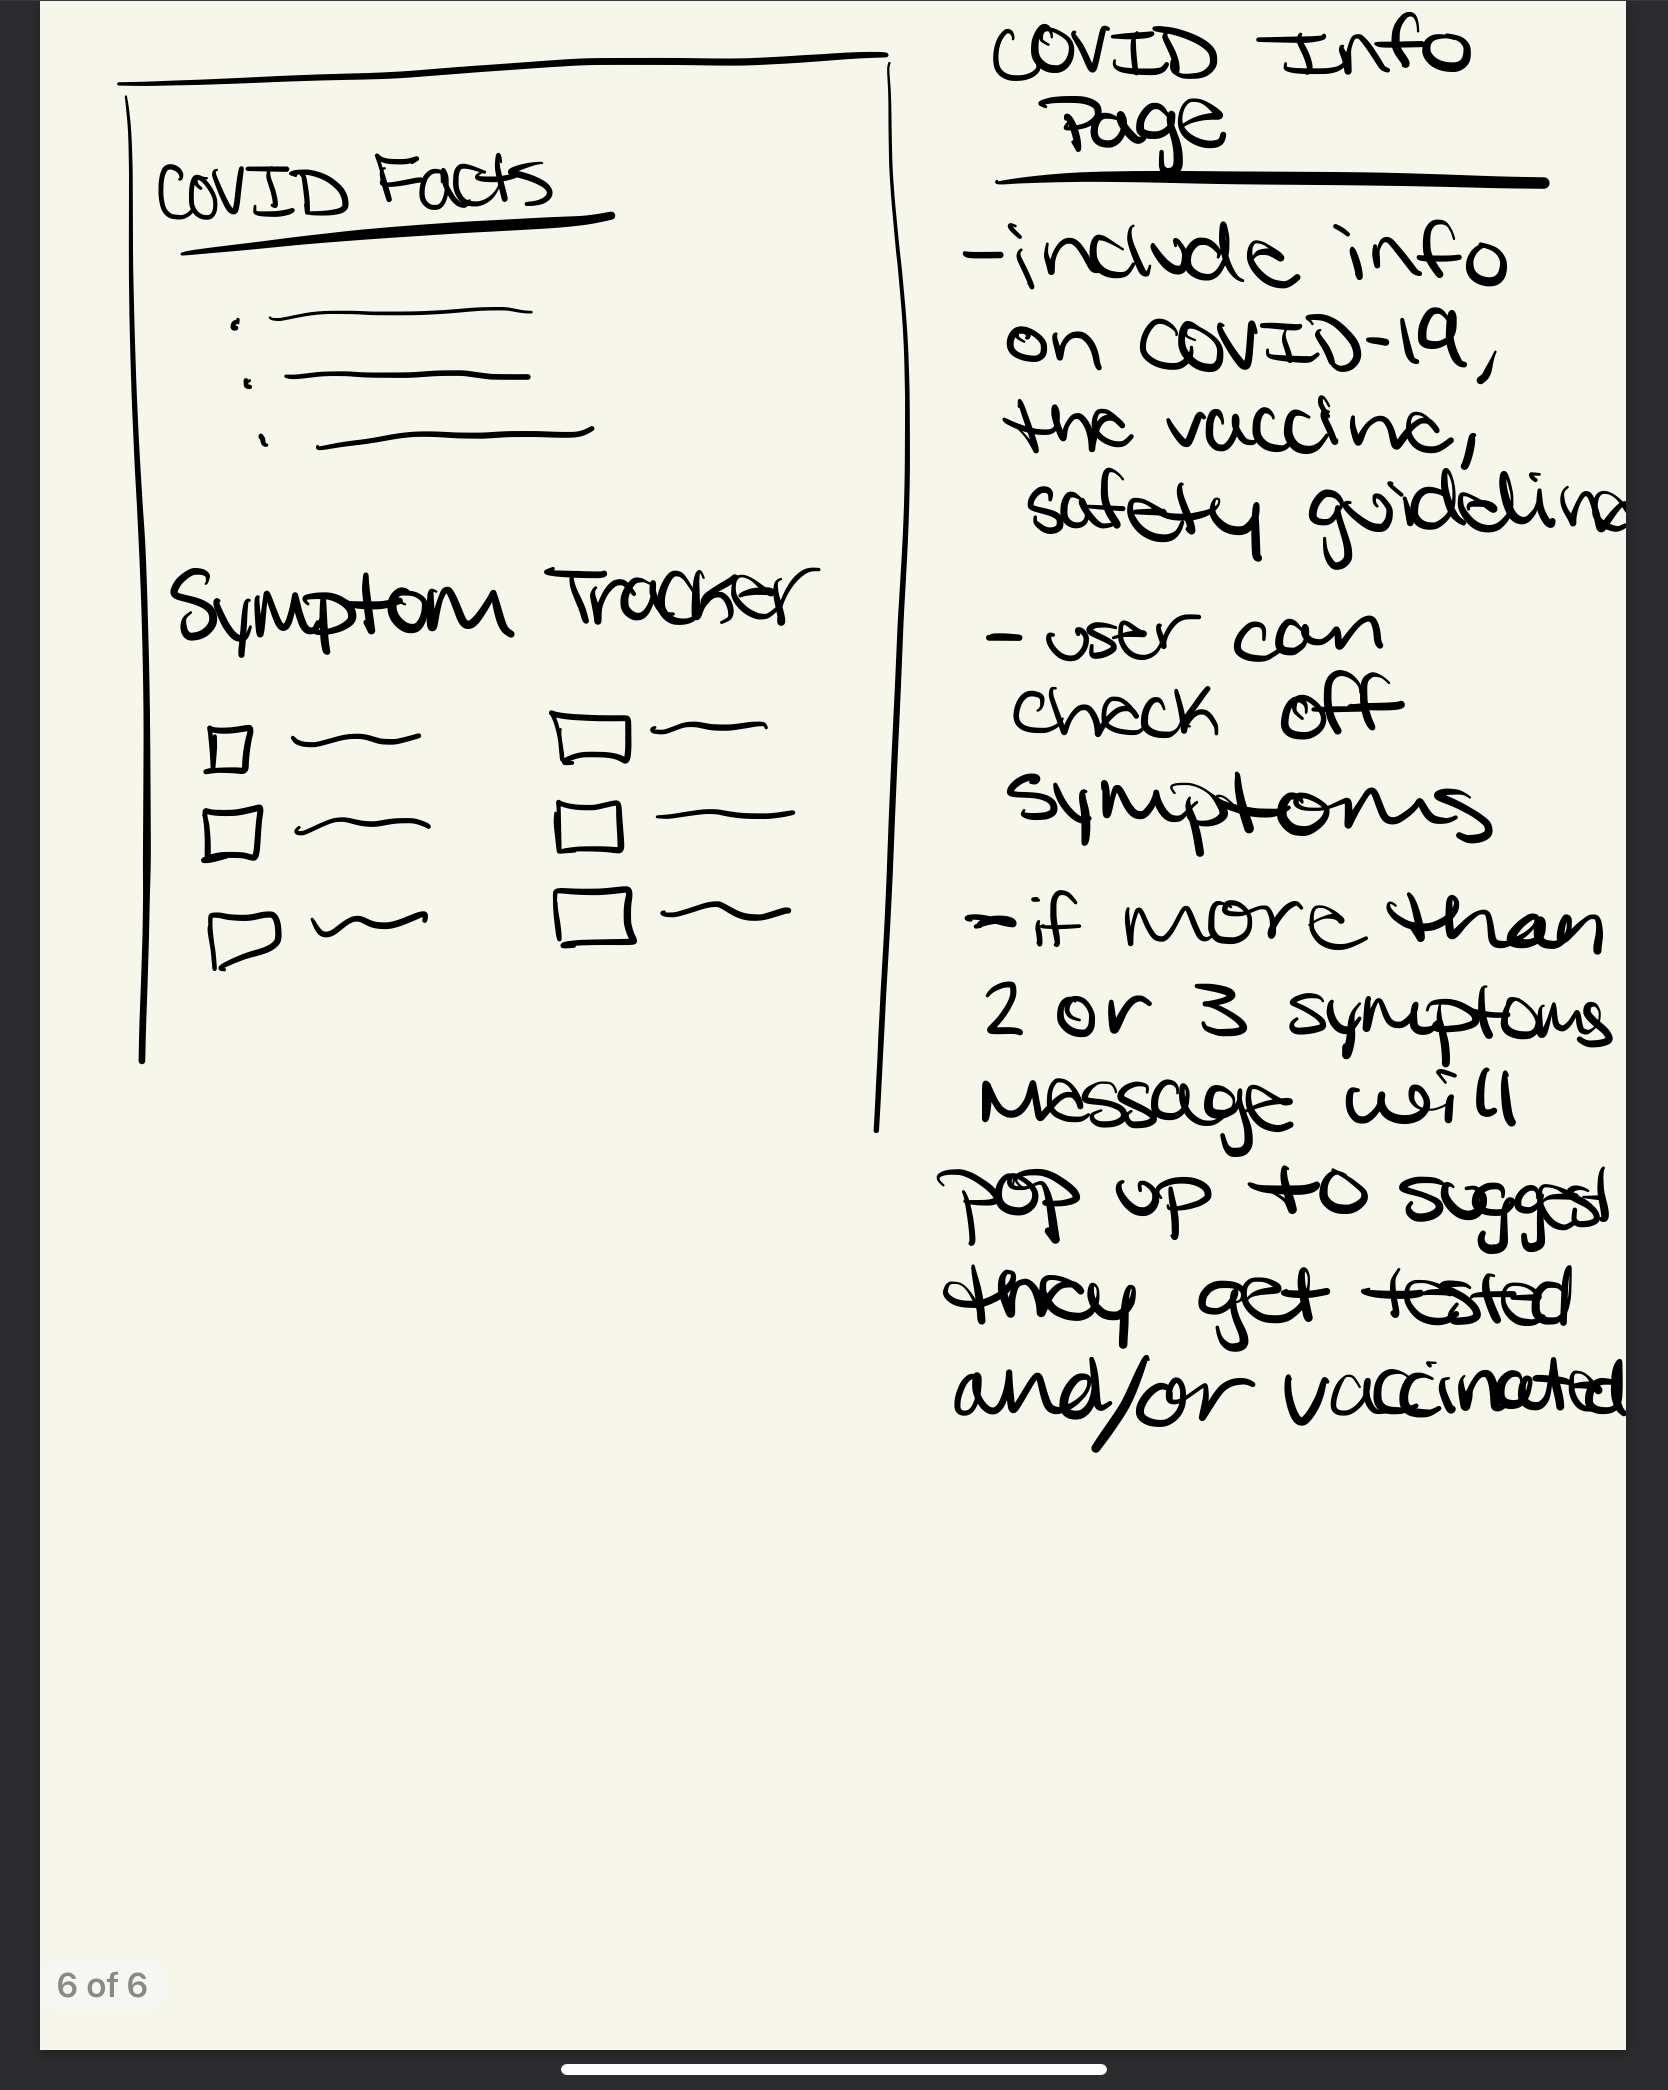 COVID Facts
Symptom Tracker
COVID Info
Page
-include info
on COVID-19,
the vaccine,
safety guideline
-user can
check off
symptoms
-if more than
2 or 3 symptoms
message will
pop up to suggest
they get tested
and/or vaccinated
6 of 6